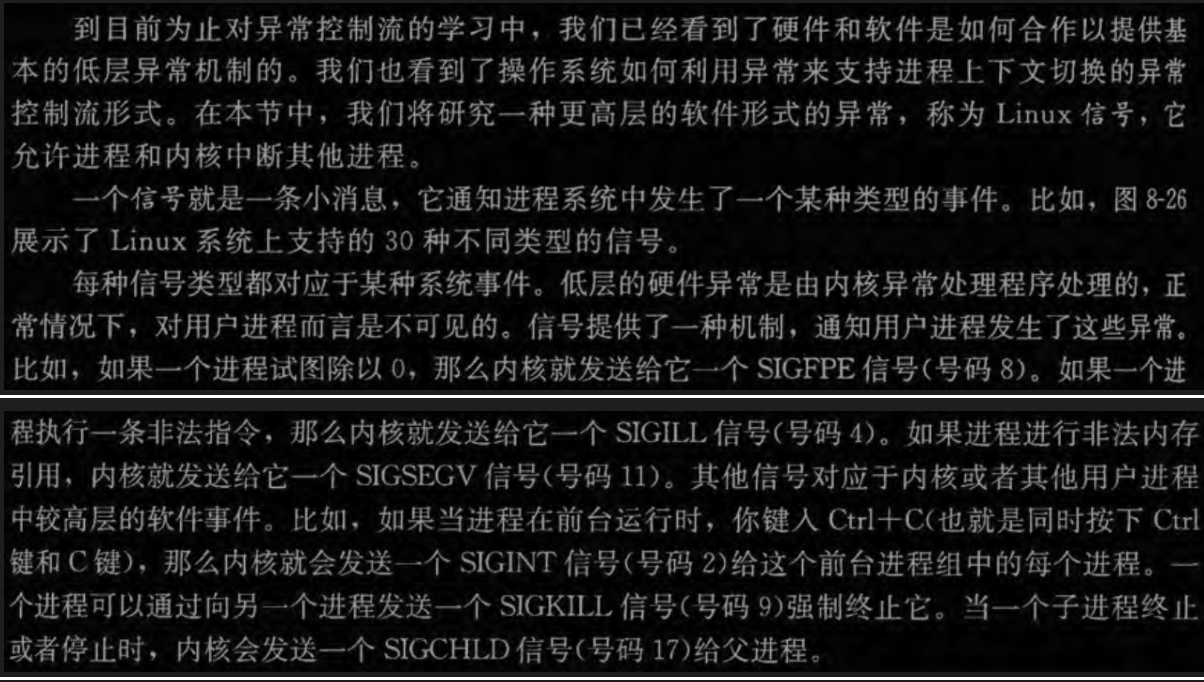 到目前为止对异常控制流的学习中，我们已经看到了硬件和软件是如何合作以提供基
本的低层异常机制的。我们也看到了操作系统如何利用异常来支持进程上下文切换的异常
控制流形式。在本节中，我们将研究一种更高层的软件形式的异常，称为 Linux 信号，它
允许进程和内核中断其他进程。
一个信号就是一条小消息，它通知进程系统中发生了一个某种类型的事件。比如，图 8-26
展示了 Linux 系统上支持的 30 种不同类型的信号。
每种信号类型都对应于某种系统事件。低层的硬件异常是由内核异常处理程序处理的，正
常情况下，对用户进程而言是不可见的。信号提供了一种机制，通知用户进程发生了这些异常。
比如，如果一个进程试图除以 0，那么内核就发送给它一个 SIGFPE 信号(号码 8)。如果一个进
程执行一条非法指令，那么内核就发送给它一个 SIGILL 信号(号码 4)。如果进程进行非法内存
引用，内核就发送给它一个 SIGSEGV 信号(号码 11)。其他信号对应于内核或者其他用户进程
中较高层的软件事件。比如，如果当进程在前台运行时，你键入 Ctrl+C(也就是同时按下 Ctrl
键和 C 键)，那么内核就会发送一个 SIGINT 信号(号码 2)给这个前台进程组中的每个进程。一
个进程可以通过向另一个进程发送一个 SIGKILL 信号(号码 9)强制终止它。当一个子进程终止
或者停止时，内核会发送一个 SIGCHLD 信号(号码 17)给父进程。